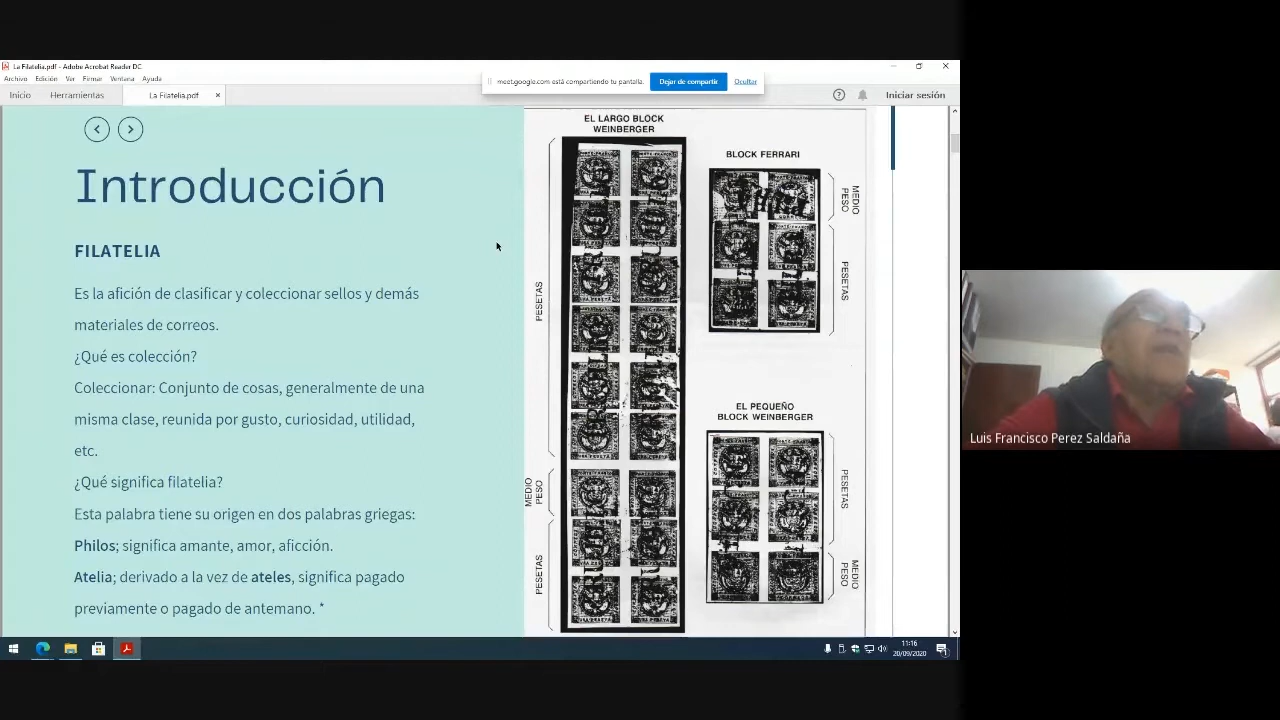 La Filatelia.pdf - Adobe Acrobat Reader DC
Archivo Edición Ver Firmar Ventana Ayuda
meet.google.com está compartiendo tu pantalla. Dejar de compartir Ocultar
Inicio Herramientas La Filatelia.pdf × Iniciar sesión
Introducción
FILATELIA
Es la afición de clasificar y coleccionar sellos y demás
materiales de correos.
¿Qué es colección?
Coleccionar: Conjunto de cosas, generalmente de una
misma clase, reunida por gusto, curiosidad, utilidad,
etc.
¿Qué significa filatelia?
Esta palabra tiene su origen en dos palabras griegas:
Philos; significa amante, amor, aficción.
Atelia; derivado a la vez de ateles, significa pagado
previamente o pagado de antemano. *
EL LARGO BLOCK
WEINBERGER
PESETAS
MEDIO
PESO
PESETAS
BLOCK FERRARI
MEDIO
PESO
PESETAS
EL PEQUEÑO
BLOCK WEINBERGER
PESETAS
MEDIO
PESO
Luis Francisco Perez Saldaña
11:16
20/09/2020